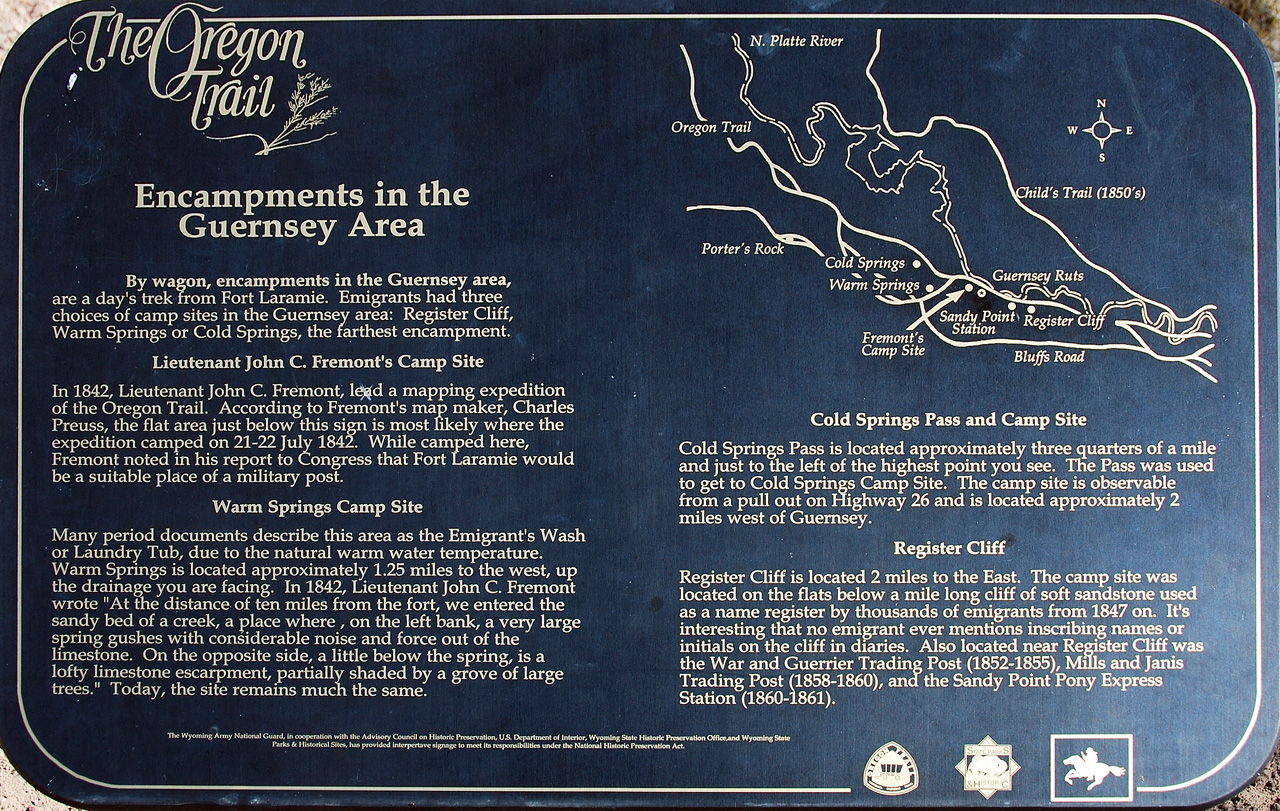 The Oregon
Trail
Encampments in the
Guernsey Area
By wagon, encampments in the Guernsey area,
are a day's trek from Fort Laramie.  Emigrants had three
choices of camp sites in the Guernsey area:  Register Cliff,
Warm Springs or Cold Springs, the farthest encampment.
Lieutenant John C. Fremont's Camp Site
In 1842, Lieutenant John C. Fremont, lead a mapping expedition
of the Oregon Trail.  According to Fremont's map maker, Charles
Preuss, the flat area just below this sign is most likely where the
expedition camped on 21-22 July 1842.  While camped here,
Fremont noted in his report to Congress that Fort Laramie would
be a suitable place of a military post.
Warm Springs Camp Site
Many period documents describe this area as the Emigrant's Wash
or Laundry Tub, due to the natural warm water temperature.
Warm Springs is located approximately 1.25 miles to the west, up
the drainage you are facing.  In 1842, Lieutenant John C. Fremont
wrote "At the distance of ten miles from the fort, we entered the
sandy bed of a creek, a place where , on the left bank, a very large
spring gushes with considerable noise and force out of the
limestone.  On the opposite side, a little below the spring, is a
lofty limestone escarpment, partially shaded by a grove of large
trees."  Today, the site remains much the same.
N. Platte River
Oregon Trail
N
W E
S
Child's Trail (1850's)
Porter's Rock
Cold Springs
Warm Springs
Guernsey Ruts
Sandy Point
Station
Register Cliff
Fremont's
Camp Site
Bluffs Road
Cold Springs Pass and Camp Site
Cold Springs Pass is located approximately three quarters of a mile
and just to the left of the highest point you see.  The Pass was used
to get to Cold Springs Camp Site.  The camp site is observable
from a pull out on Highway 26 and is located approximately 2
miles west of Guernsey.
Register Cliff
Register Cliff is located 2 miles to the East.  The camp site was
located on the flats below a mile long cliff of soft sandstone used
as a name register by thousands of emigrants from 1847 on.  It's
interesting that no emigrant ever mentions inscribing names or
initials on the cliff in diaries.  Also located near Register Cliff was
the War and Guerrier Trading Post (1852-1855), Mills and Janis
Trading Post (1858-1860), and the Sandy Point Pony Express
Station (1860-1861).
The Wyoming Army National Guard, in cooperation with the Advisory Council on Historic Preservation, U.S. Department of Interior, Wyoming State Historic Preservation Office,and Wyoming State
Parks & Historical Sites, has provided interpertave signage to meet its responsibilities under the National Historic Preservation Act.
STATE PARKS
& HISTORIC